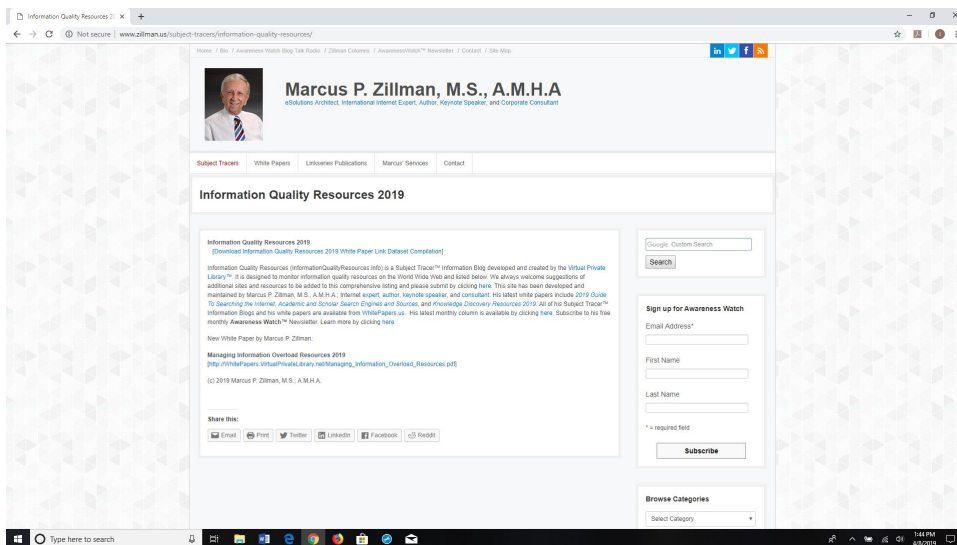 Information Quality Resources 2
Not secure | www.zillman.us/subject-tracers/information-quality-resources/
Home / Bio / Awareness Watch Blog Talk Radio / Zillman Columns / AwarenessWatch™ Newsletter / Contact / Site Map
Marcus P. Zillman, M.S., A.M.H.A
eSolutions Architect, International Internet Expert, Author, Keynote Speaker, and Corporate Consultant
Subject Tracers White Papers Linkseries Publications Marcus' Services Contact
Information Quality Resources 2019
Information Quality Resources 2019
[Download Information Quality Resources 2019 White Paper Link Dataset Compilation]
Information Quality Resources (InformationQualityResources.info) is a Subject Tracer™ Information Blog developed and created by the Virtual Private
Library™. It is designed to monitor information quality resources on the World Wide Web and listed below. We always welcome suggestions of
additional sites and resources to be added to this comprehensive listing and please submit by clicking here. This site has been developed and
maintained by Marcus P. Zillman, M.S., A.M.H.A.; Internet expert, author, keynote speaker, and consultant. His latest white papers include 2019 Guide
To Searching the Internet, Academic and Scholar Search Engines and Sources, and Knowledge Discovery Resources 2019. All of his Subject Tracer™
Information Blogs and his white papers are available from WhitePapers.us. His latest monthly column is available by clicking here. Subscribe to his free
monthly Awareness Watch™ Newsletter. Learn more by clicking here.
New White Paper by Marcus P. Zillman:
Managing Information Overload Resources 2019
[http://WhitePapers.VirtualPrivateLibrary.net/Managing_Information_Overload_Resources.pdf]
(c) 2019 Marcus P. Zillman, M.S., A.M.H.A.
Share this:
Email Print Twitter LinkedIn Facebook Reddit
Google Custom Search
Search
Sign up for Awareness Watch
Email Address*
First Name
Last Name
* = required field
Subscribe
Browse Categories
Select Category
Type here to search
1:44 PM
4/8/2019